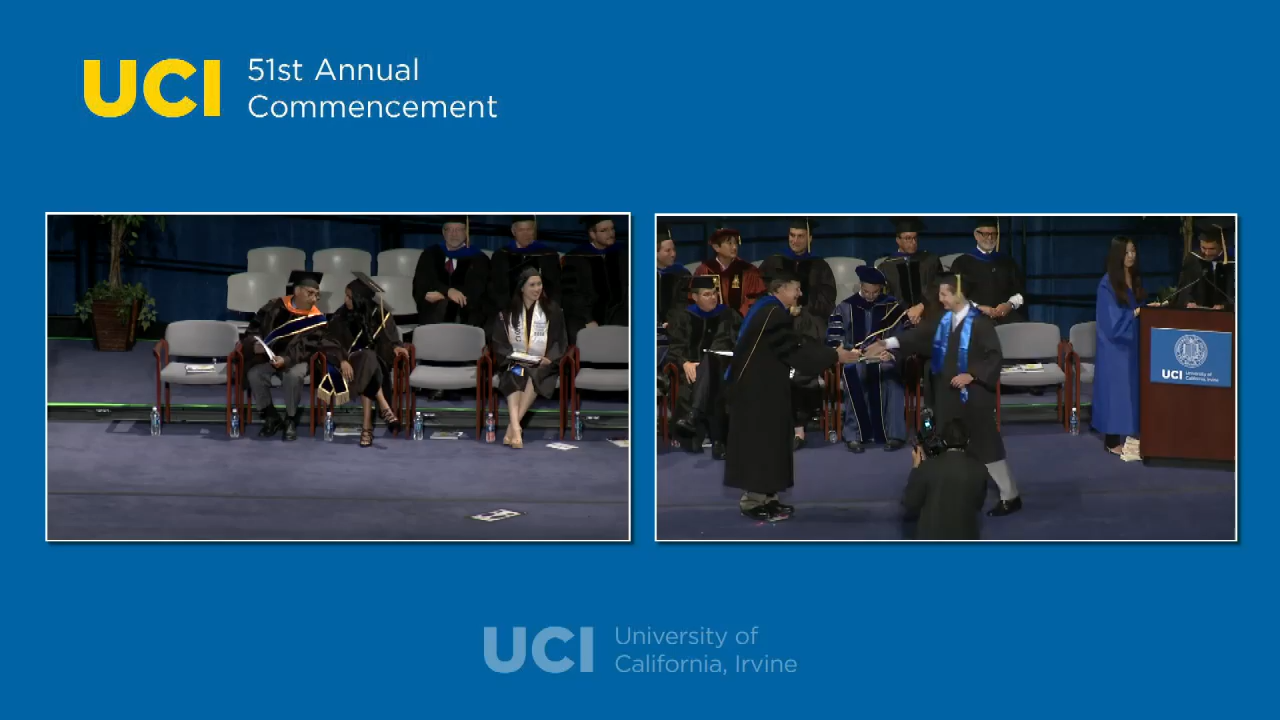 UCI
51st Annual
Commencement
UCI
University of
California, Irvine
UCI
University of
California, Irvine